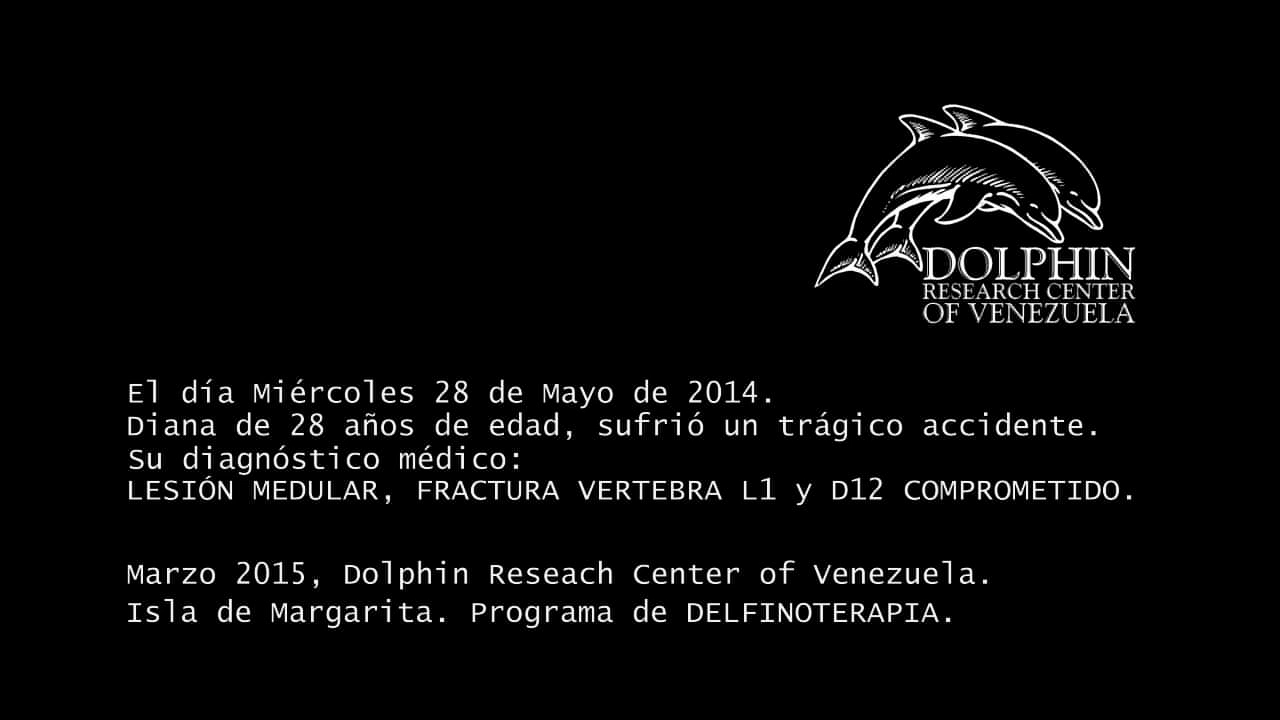 DOLPHIN
RESEARCH CENTER
OF VENEZUELA
El día Miércoles 28 de Mayo de 2014.
Diana de 28 años de edad, sufrió un trágico accidente.
Su diagnóstico médico:
LESIÓN MEDULAR, FRACTURA VERTEBRA L1 y D12 COMPROMETIDO.
Marzo 2015, Dolphin Reseach Center of Venezuela.
Isla de Margarita. Programa de DELFINOTERAPIA.